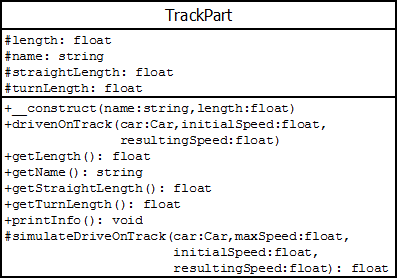 TrackPart
#length: float
#name: string
#straightLength: float
#turnLength: float
+__construct(name:string,length:float)
+drivenOnTrack(car:Car,initialSpeed:float,
resultingSpeed:float)
+getLength(): float
+getName(): string
+getStraightLength(): float
+getTurnLength(): float
+printInfo(): void
#simulateDriveOnTrack(car:Car,maxSpeed:float,
initialSpeed:float,
resultingSpeed:float): float